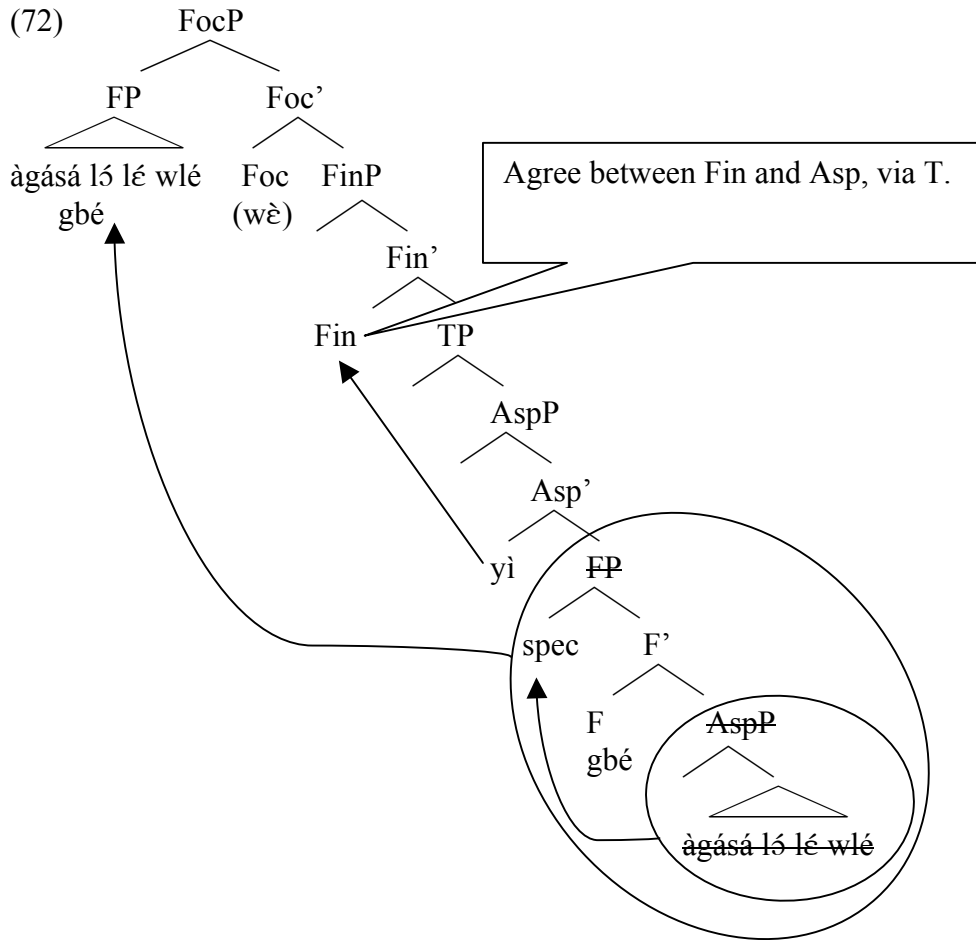 (72) FocP
FP Foc’
àgásá lɔ́ lɛ́ wlé Foc FinP
gbé (wɛ̀)
Agree between Fin and Asp, via T.
Fin’
Fin TP
AspP
Asp’
yì FP
spec F’
F AspP
gbé
àgásá lɔ́ lɛ́ wlé